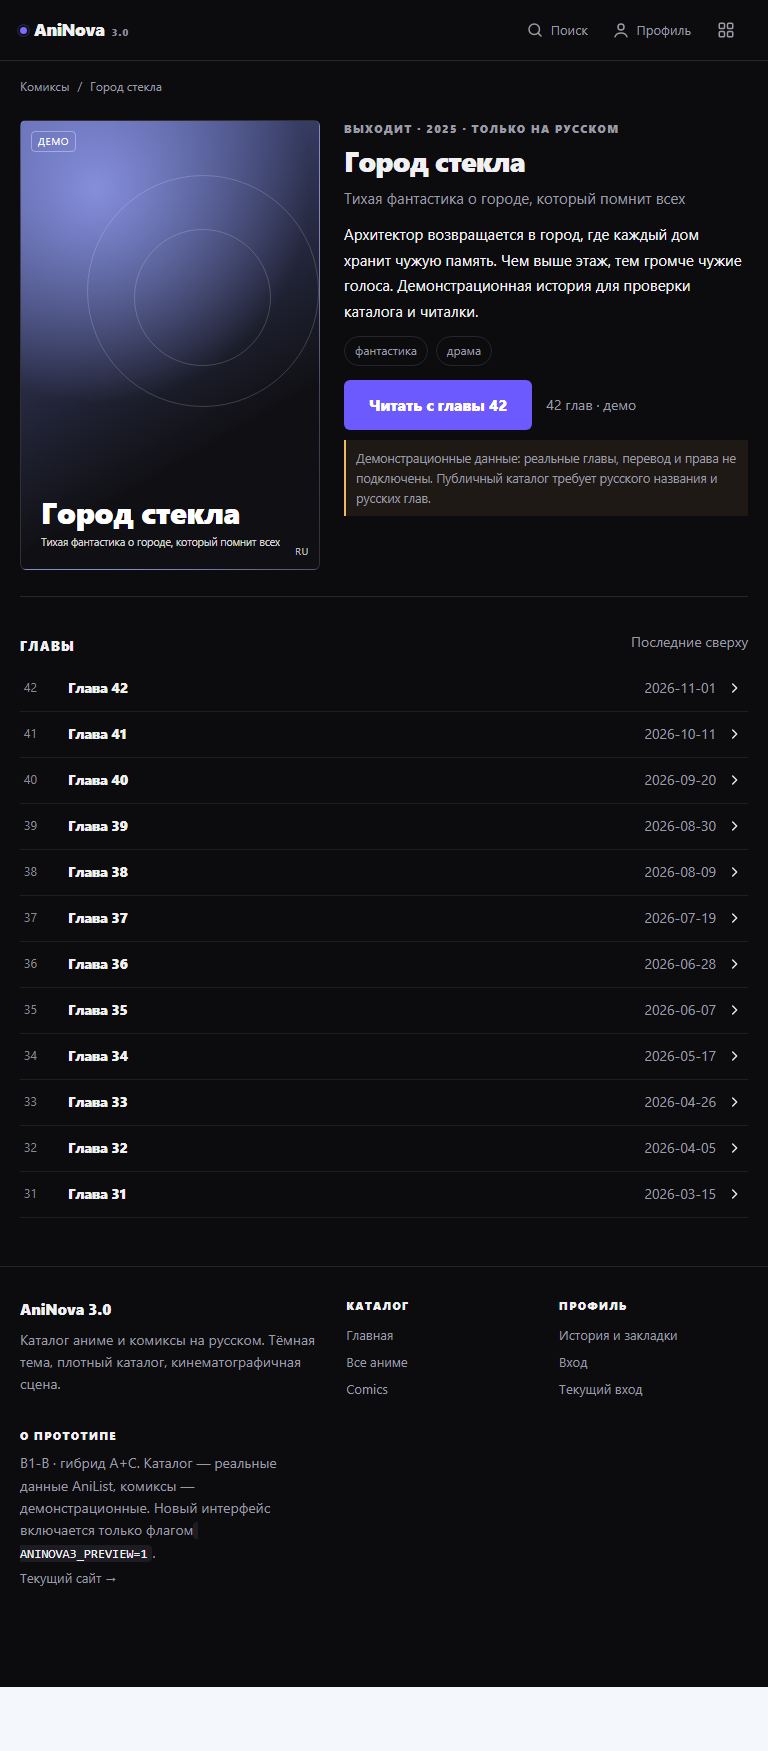 AniNova 3.0
Поиск
Профиль
Комиксы / Город стекла
ДЕМО
Город стекла
Тихая фантастика о городе, который помнит всех
RU
ВЫХОДИТ · 2025 · ТОЛЬКО НА РУССКОМ
Город стекла
Тихая фантастика о городе, который помнит всех
Архитектор возвращается в город, где каждый дом
хранит чужую память. Чем выше этаж, тем громче чужие
голоса. Демонстрационная история для проверки
каталога и читалки.
фантастика
драма
Читать с главы 42
42 глав · демо
Демонстрационные данные: реальные главы, перевод и права не
подключены. Публичный каталог требует русского названия и
русских глав.
ГЛАВЫ
Последние сверху
42 Глава 42 2026-11-01
41 Глава 41 2026-10-11
40 Глава 40 2026-09-20
39 Глава 39 2026-08-30
38 Глава 38 2026-08-09
37 Глава 37 2026-07-19
36 Глава 36 2026-06-28
35 Глава 35 2026-06-07
34 Глава 34 2026-05-17
33 Глава 33 2026-04-26
32 Глава 32 2026-04-05
31 Глава 31 2026-03-15
AniNova 3.0
Каталог аниме и комиксы на русском. Тёмная
тема, плотный каталог, кинематографичная
сцена.
КАТАЛОГ
Главная
Все аниме
Comics
ПРОФИЛЬ
История и закладки
Вход
Текущий вход
О ПРОТОТИПЕ
B1-B · гибрид A+C. Каталог — реальные
данные AniList, комиксы —
демонстрационные. Новый интерфейс
включается только флагом
ANINOVA3_PREVIEW=1 .
Текущий сайт →